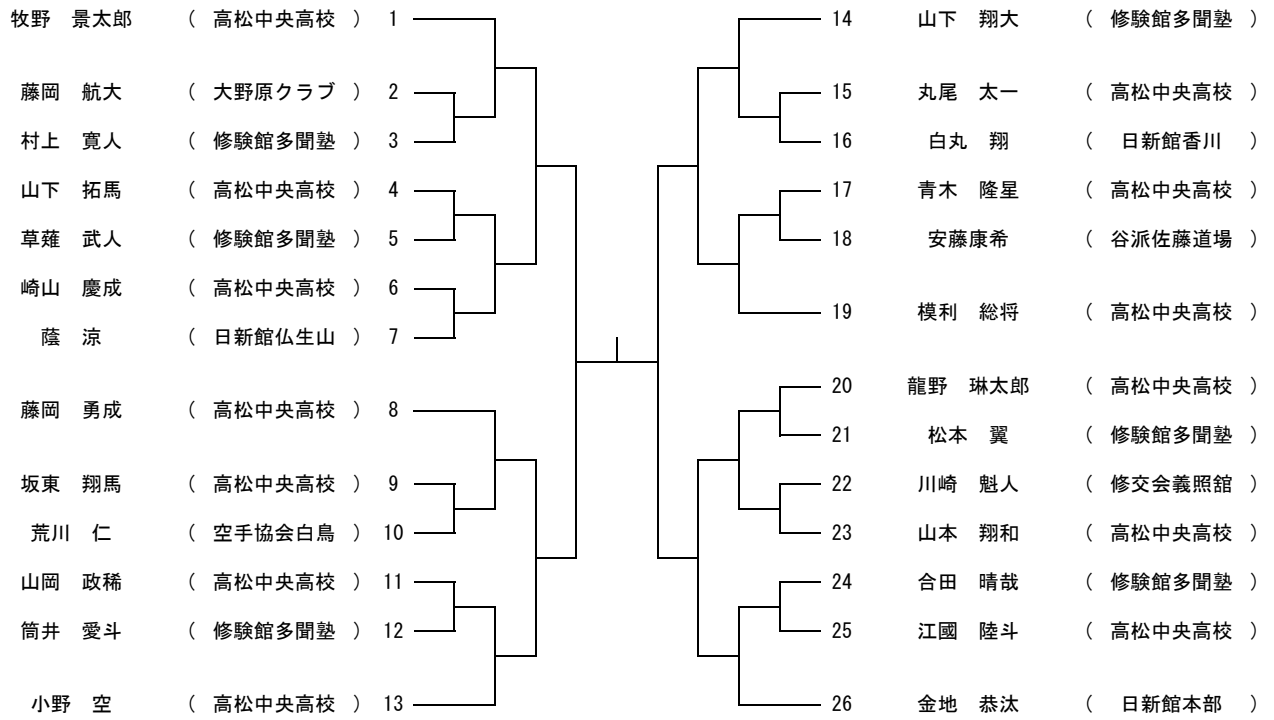 牧野　景太郎 （ 高松中央高校 ） 1
藤岡　航大 （ 大野原クラブ ） 2
村上　寛人 （ 修験館多聞塾 ） 3
山下　拓馬 （ 高松中央高校 ） 4
草薙　武人 （ 修験館多聞塾 ） 5
崎山　慶成 （ 高松中央高校 ） 6
蔭　涼 （ 日新館仏生山 ） 7
藤岡　勇成 （ 高松中央高校 ） 8
坂東　翔馬 （ 高松中央高校 ） 9
荒川　仁 （ 空手協会白鳥 ） 10
山岡　政稀 （ 高松中央高校 ） 11
筒井　愛斗 （ 修験館多聞塾 ） 12
小野　空 （ 高松中央高校 ） 13
14 山下　翔大 （ 修験館多聞塾 ）
15 丸尾　太一 （ 高松中央高校 ）
16 白丸　翔 （ 日新館香川 ）
17 青木　隆星 （ 高松中央高校 ）
18 安藤康希 （ 谷派佐藤道場 ）
19 模利　総将 （ 高松中央高校 ）
20 龍野　琳太郎 （ 高松中央高校 ）
21 松本　翼 （ 修験館多聞塾 ）
22 川崎　魁人 （ 修交会義照舘 ）
23 山本　翔和 （ 高松中央高校 ）
24 合田　晴哉 （ 修験館多聞塾 ）
25 江國　陸斗 （ 高松中央高校 ）
26 金地　恭汰 （ 日新館本部 ）